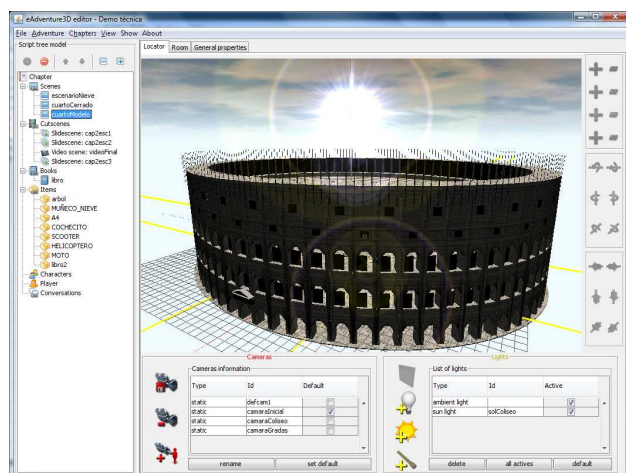 eAdventure3D editor - Demo técnica
File Adventure Chapters View Show About
Script tree model
Chapter
Scenes
escenarioNieve
cuartoCerrado
cuartoModelo
Cutscenes
Slidescene: cap2esc1
Slidescene: cap2esc2
Video scene: videoFinal
Slidescene: cap2esc3
Books
libro
Items
arbol
MUÑECO_NIEVE
A4
COCHECITO
SCOOTER
HELICOPTERO
MOTO
libro2
Characters
Player
Conversations
Locator Room General properties
Cameras
Cameras information
Type Id Default
static defcam1
static camaraInicial
static camaraColiseo
static camaraGradas
rename set default
Lights
List of lights
Type Id Active
ambient light
sun light solColiseo
delete all actives default